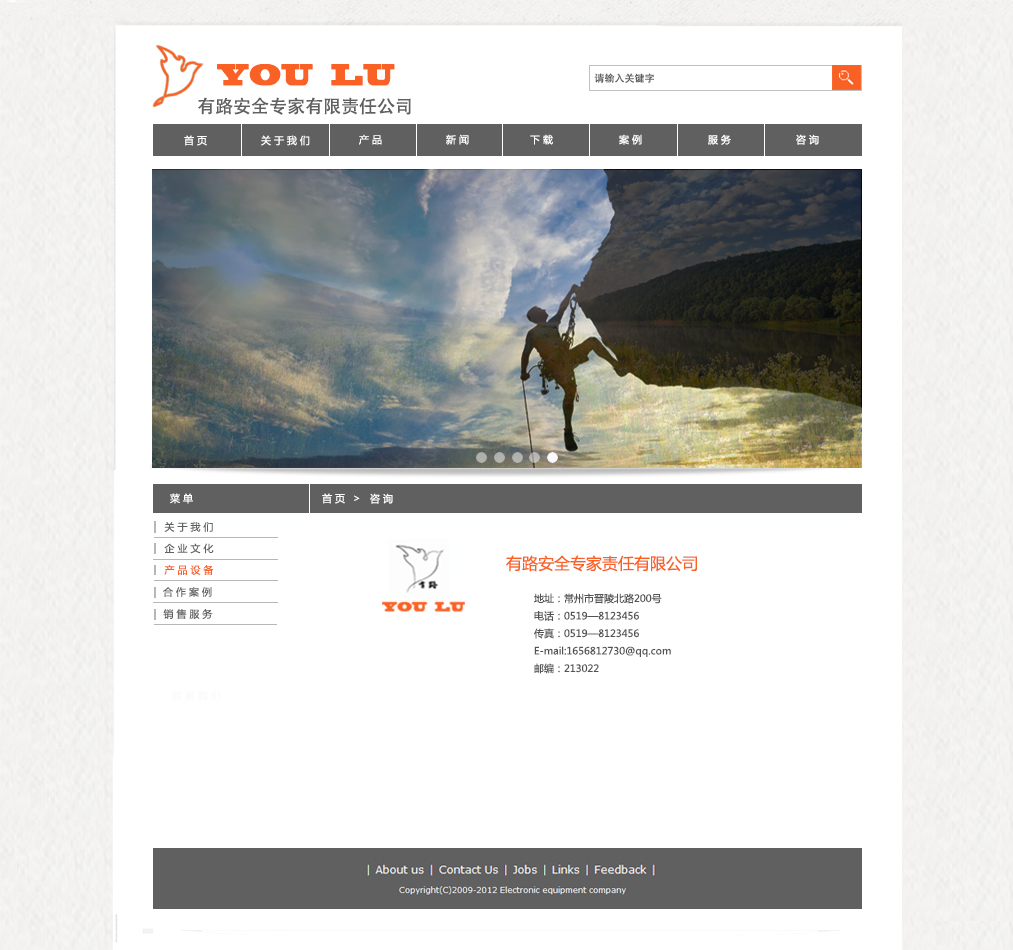 YOU LU
有路安全专家有限责任公司
请输入关键字
首页 关于我们 产品 新闻 下载 案例 服务 咨询
菜单
首页 > 咨询
关于我们
企业文化
产品设备
合作案例
销售服务
有路
YOU LU
有路安全专家责任有限公司
地址：常州市晉陵北路200号
电话：0519—8123456
传真：0519—8123456
E-mail:1656812730@qq.com
邮编：213022
| About us | Contact Us | Jobs | Links | Feedback |
Copyright(C)2009-2012 Electronic equipment company